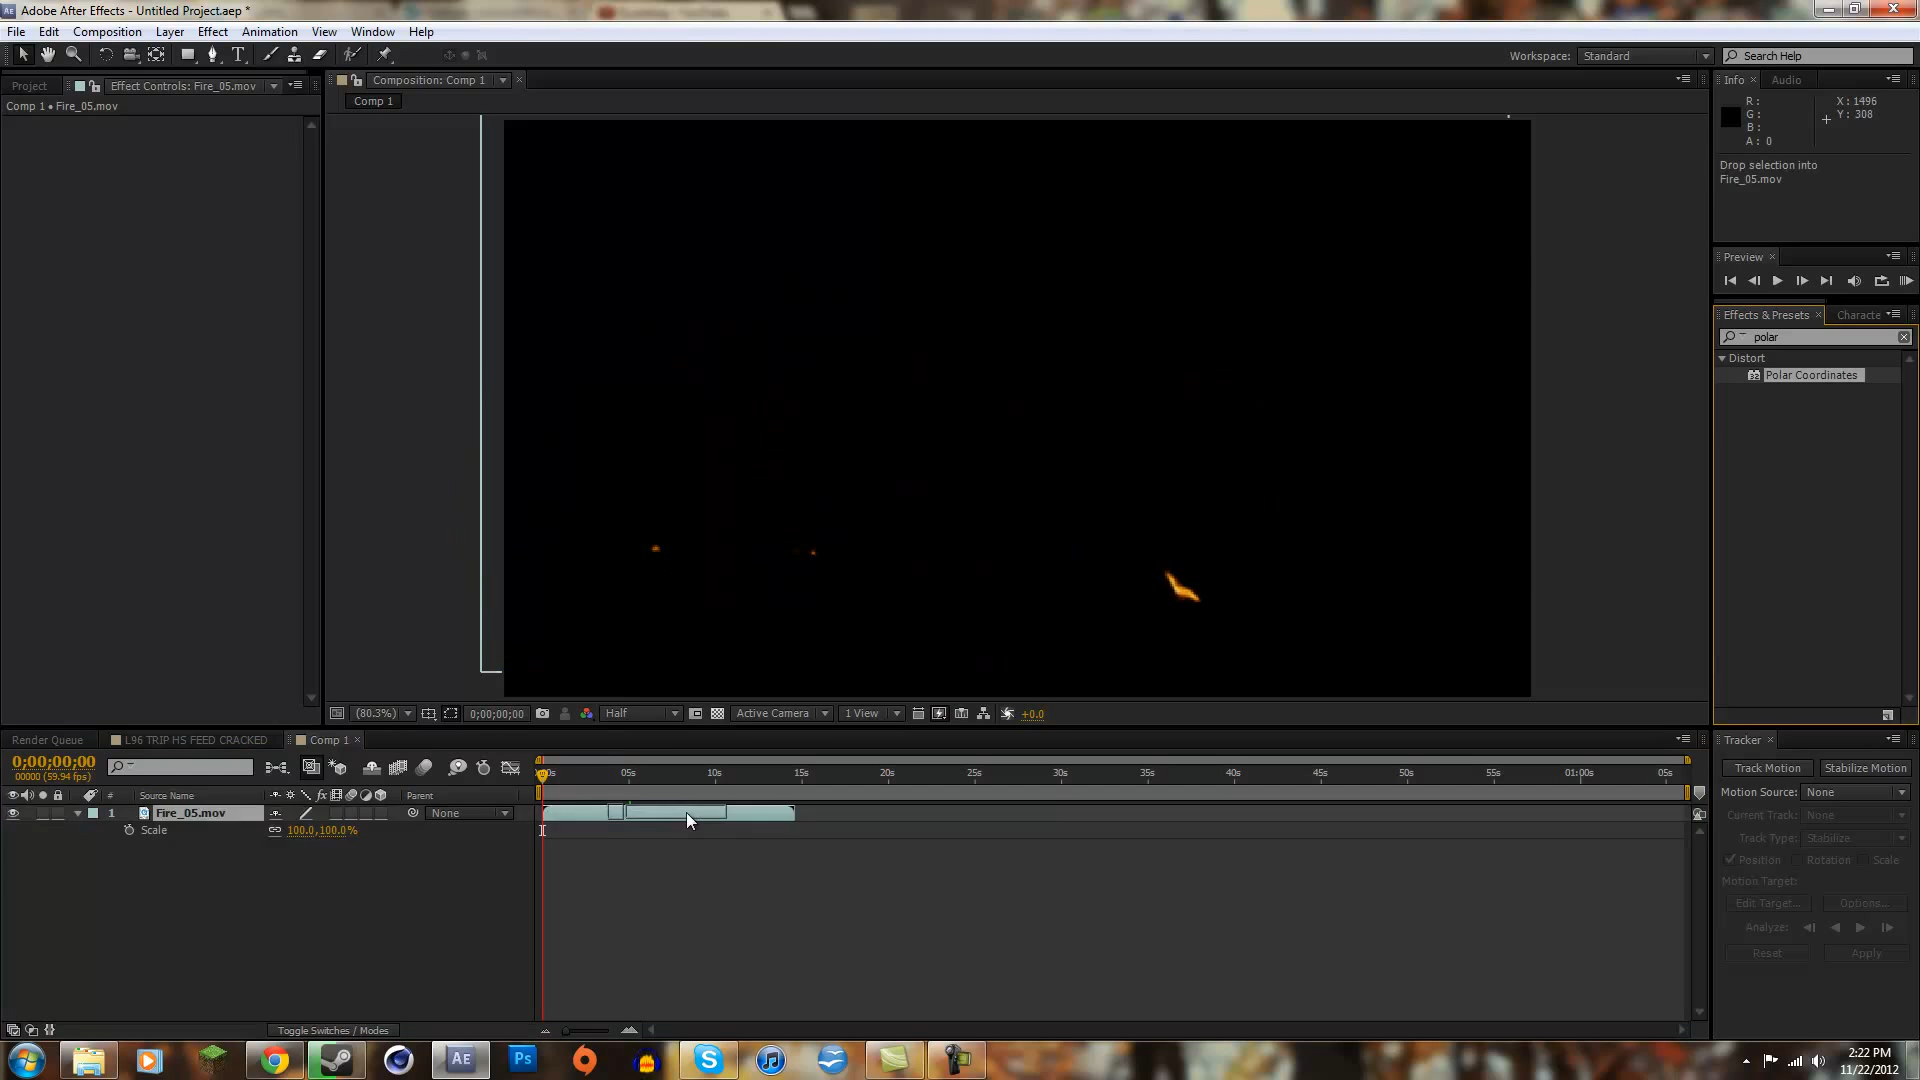 Adobe After Effects - Untitled Project.aep *
File Edit Composition Layer Effect Animation View Window Help
Workspace: Standard Search Help
Project Effect Controls: Fire_05.mov
Comp 1 • Fire_05.mov
Composition: Comp 1
Comp 1
Info Audio
R:
G:
B:
A: 0
X: 1496
Y: 308
Drop selection into
Fire_05.mov
Preview
Effects & Presets Characte
polar
Distort
32 Polar Coordinates
(80.3%) 0;00;00;00 Half Active Camera 1 View +0.0
Render Queue L96 TRIP HS FEED CRACKED Comp 1
0;00;00;00
00000 (59.94 fps)
05s 10s 15s 20s 25s 30s 35s 40s 45s 50s 55s 01:00s 05s
# Source Name fx Parent
1 Fire_05.mov None
Scale 100.0,100.0%
Toggle Switches / Modes
Tracker
Track Motion Stabilize Motion
Motion Source: None
Current Track: None
Track Type: Stabilize
Position Rotation Scale
Motion Target:
Edit Target... Options...
Analyze:
Reset Apply
AE Ps
2:22 PM
11/22/2012